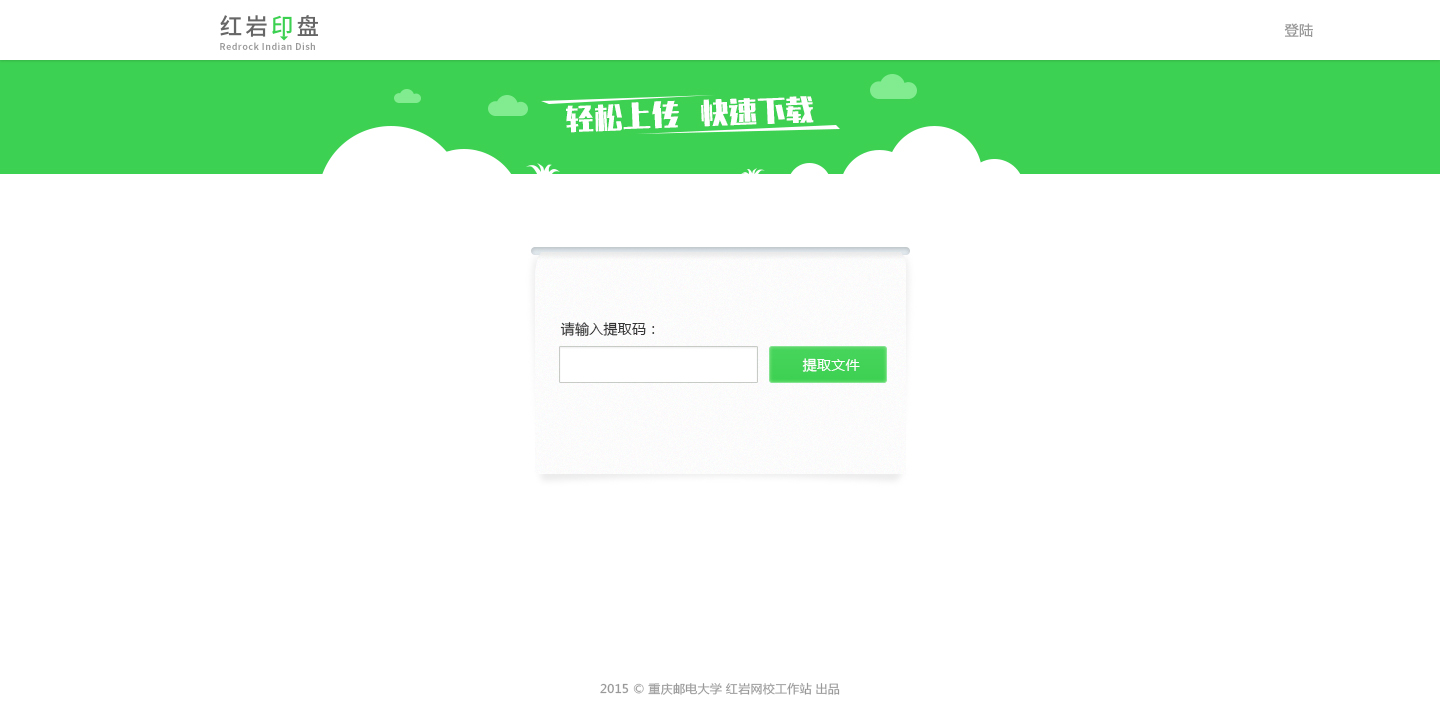 红岩印盘
Redrock Indian Dish
登陆
轻松上传 快速下载
请输入提取码：
提取文件
2015 © 重庆邮电大学 红岩网校工作站 出品